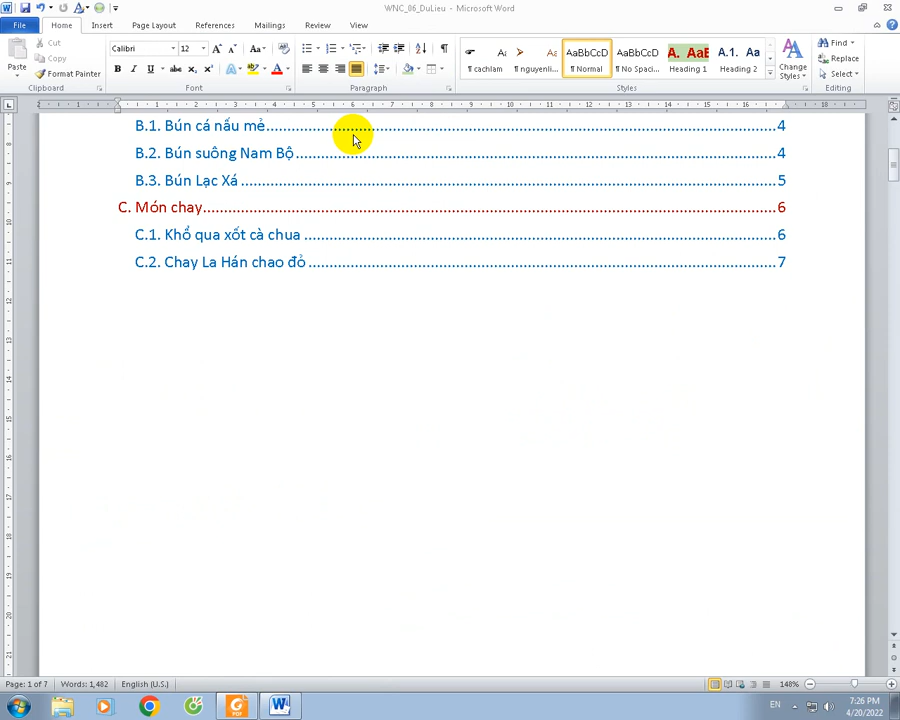 WNC_06_DuLieu - Microsoft Word
File Home Insert Page Layout References Mailings Review View
Paste
Cut
Copy
Format Painter
Clipboard
Calibri 12
Font
Paragraph
AaBbCcD AaBbCcD A. AaB A.1. Aa
¶ cachlam ¶ nguyenli... ¶ Normal ¶ No Spaci... Heading 1 Heading 2
Change Styles
Styles
Find
Replace
Select
Editing
B.1. Bún cá nấu mẻ 4
B.2. Bún suông Nam Bộ 4
B.3. Bún Lạc Xá 5
C. Món chay 6
C.1. Khổ qua xốt cà chua 6
C.2. Chay La Hán chao đỏ 7
Page: 1 of 7 Words: 1,482 English (U.S.) 148%
EN 7:26 PM
4/20/2022